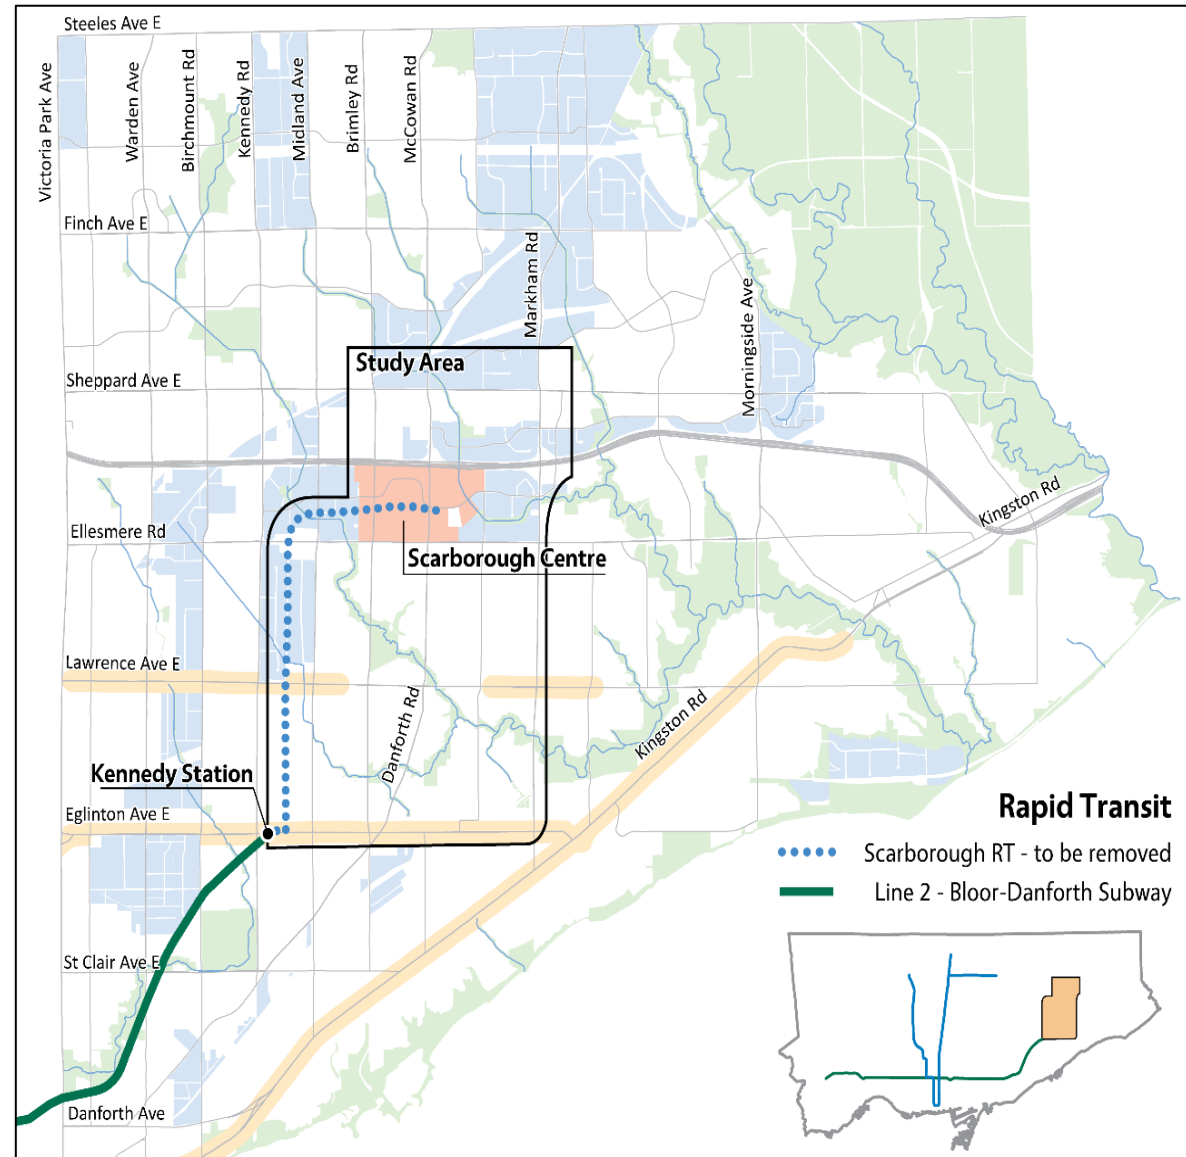 Steeles Ave E
Victoria Park Ave
Warden Ave
Birchmount Rd
Kennedy Rd
Midland Ave
Brimley Rd
McCowan Rd
Finch Ave E
Markham Rd
Morningside Ave
Study Area
Sheppard Ave E
Kingston Rd
Ellesmere Rd
Scarborough Centre
Lawrence Ave E
Danforth Rd
Kingston Rd
Kennedy Station
Eglinton Ave E
Rapid Transit
Scarborough RT - to be removed
Line 2 - Bloor-Danforth Subway
St Clair Ave E
Danforth Ave